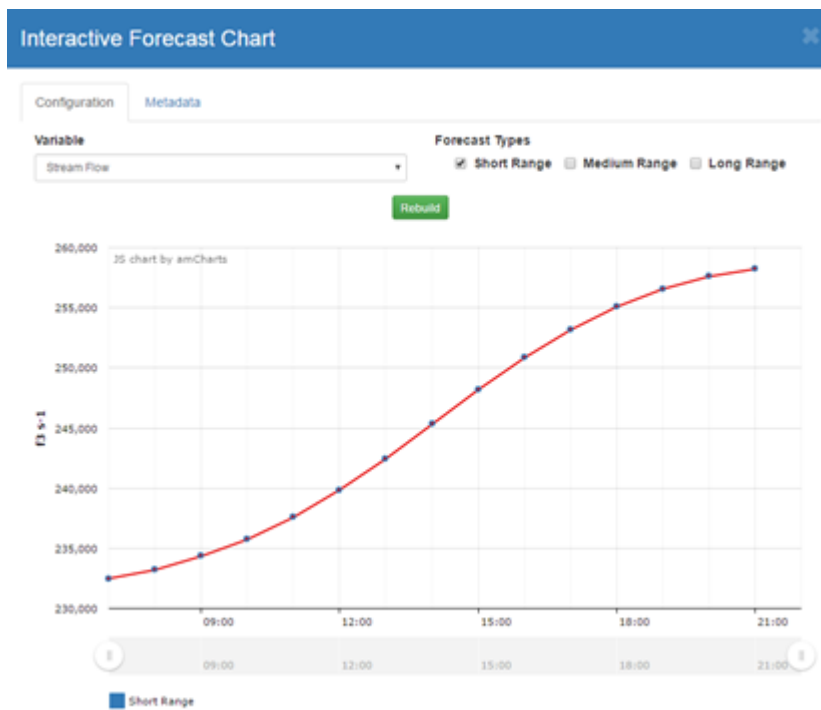 Interactive Forecast Chart
Configuration Metadata
Variable Forecast Types
Stream Flow Short Range Medium Range Long Range
Rebuild
260,000
JS chart by amCharts
255,000
250,000
f3 s-1
245,000
240,000
235,000
230,000
09:00 12:00 15:00 18:00 21:00
09:00 12:00 15:00 18:00 21:00
Short Range